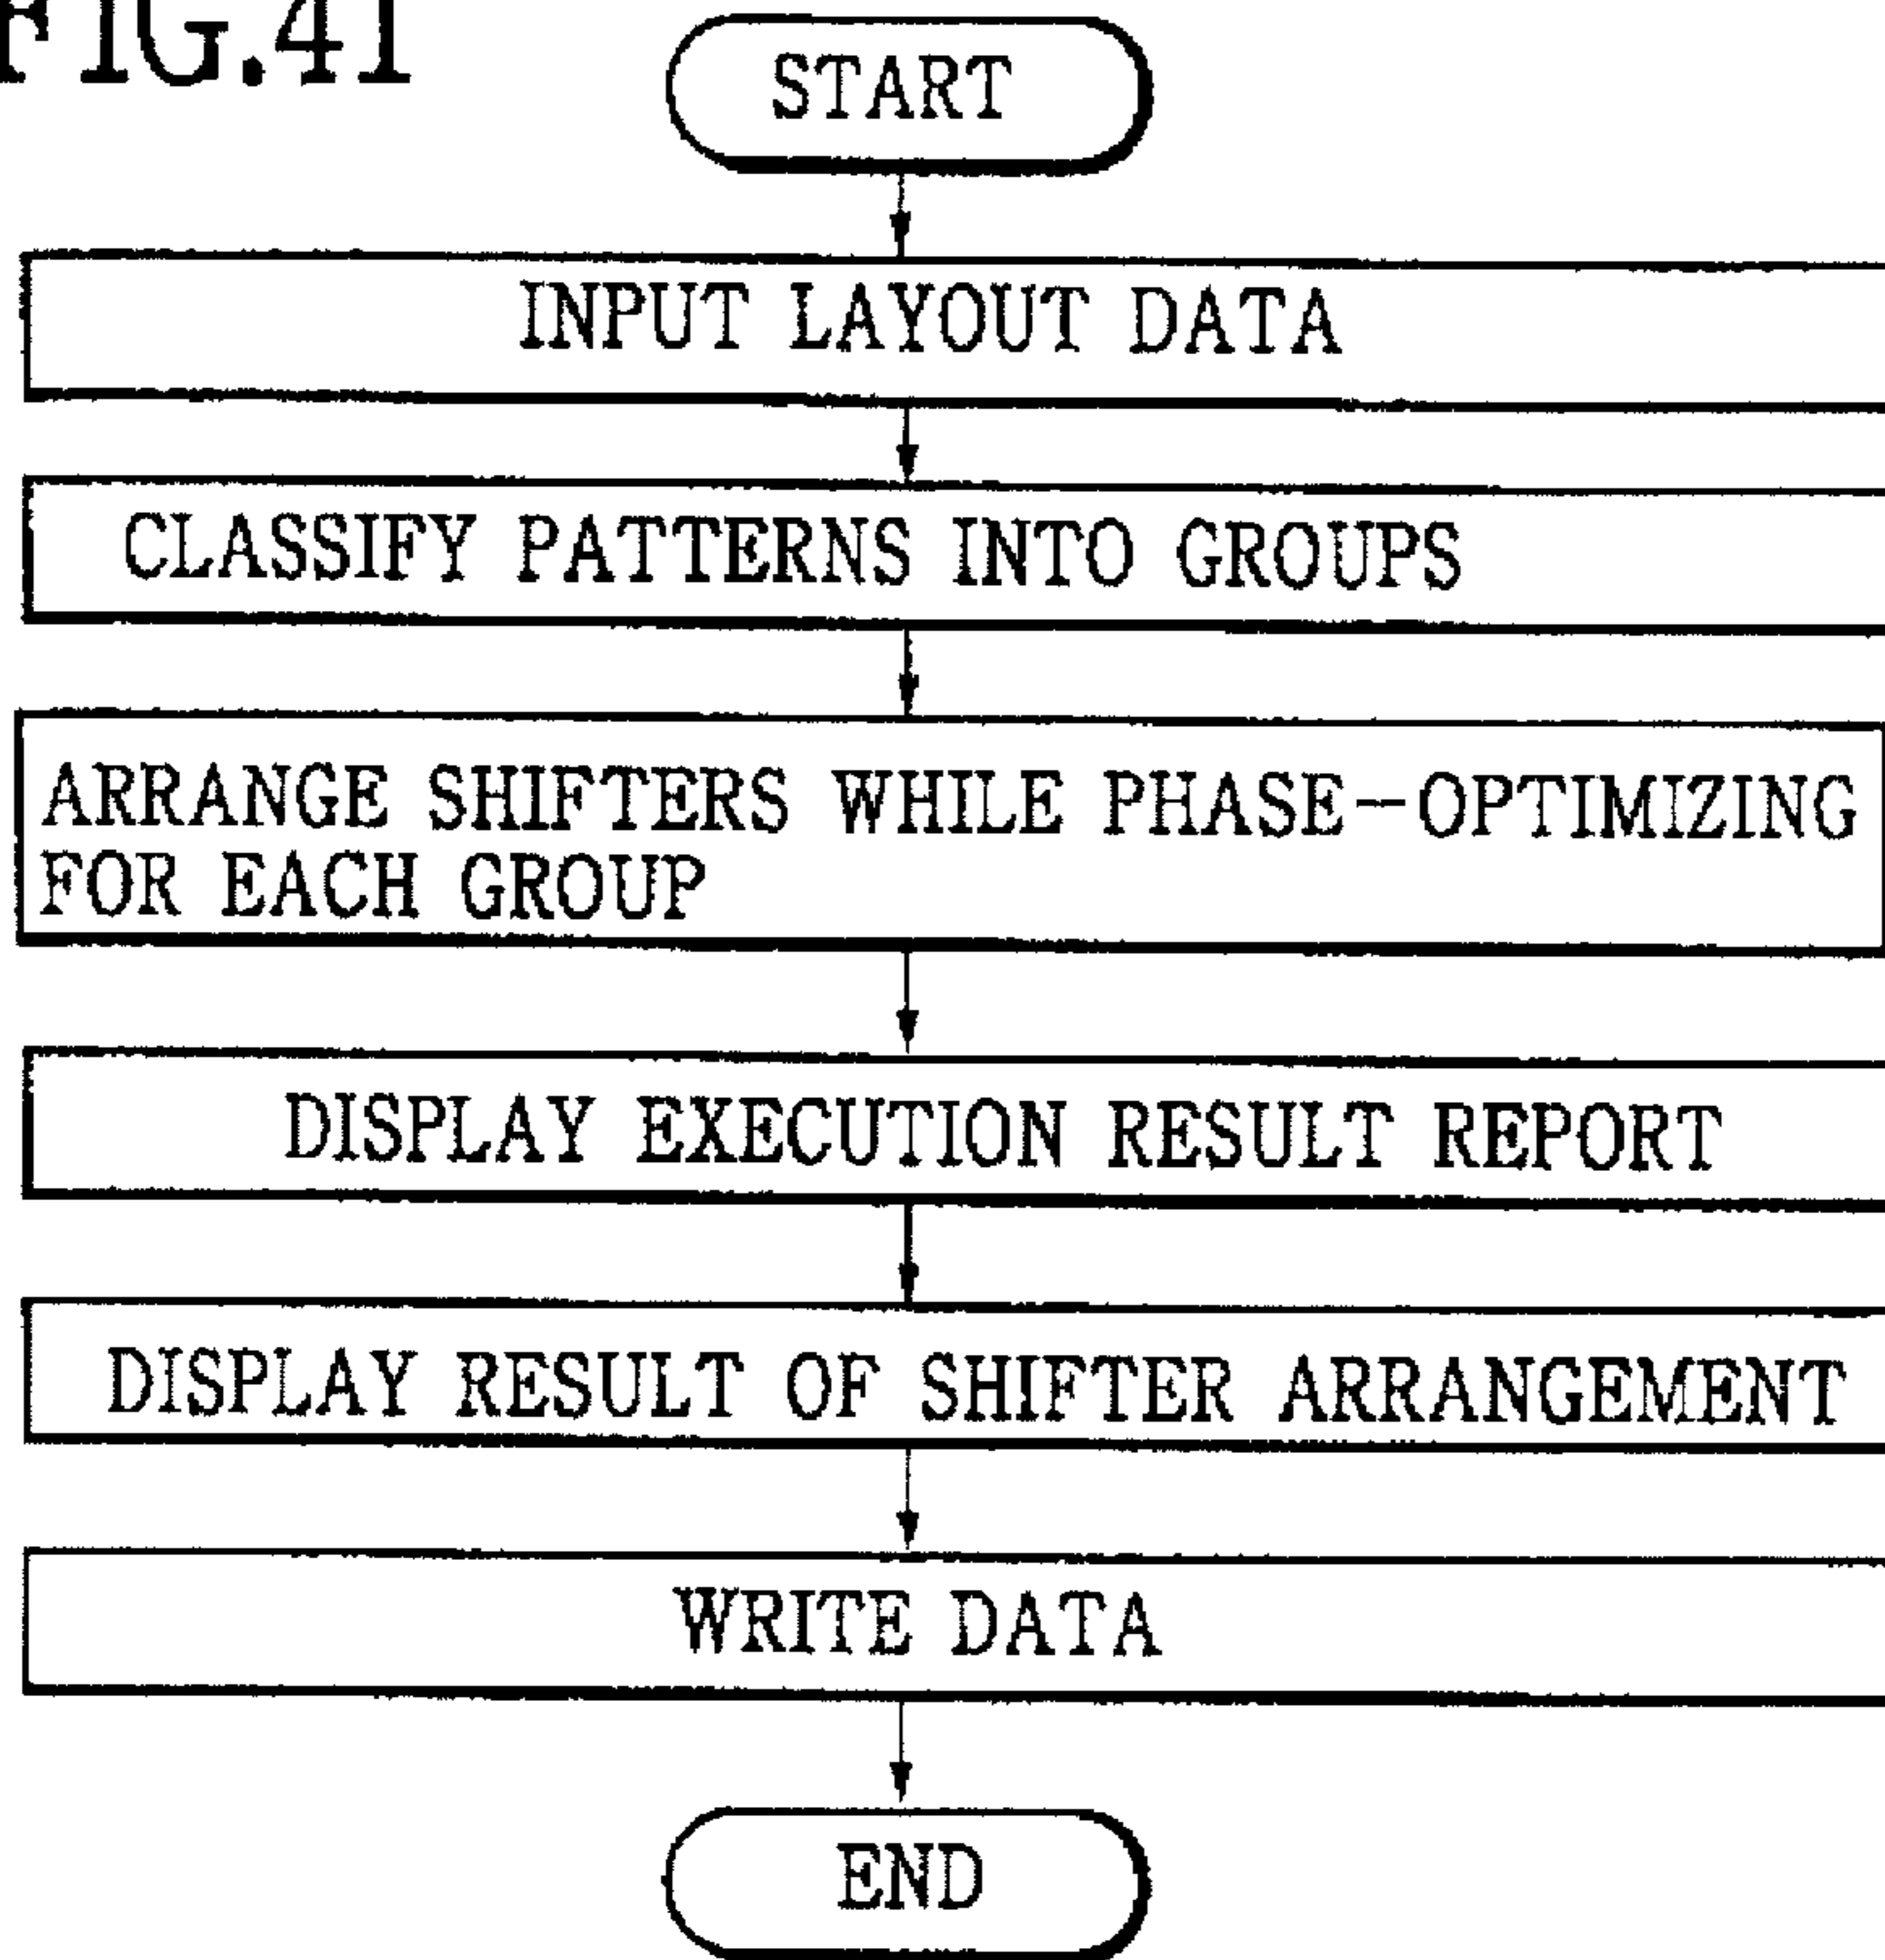 FIG.41
START
INPUT LAYOUT DATA
CLASSIFY PATTERNS INTO GROUPS
ARRANGE SHIFTERS WHILE PHASE-OPTIMIZING
FOR EACH GROUP
DISPLAY EXECUTION RESULT REPORT
DISPLAY RESULT OF SHIFTER ARRANGEMENT
WRITE DATA
END